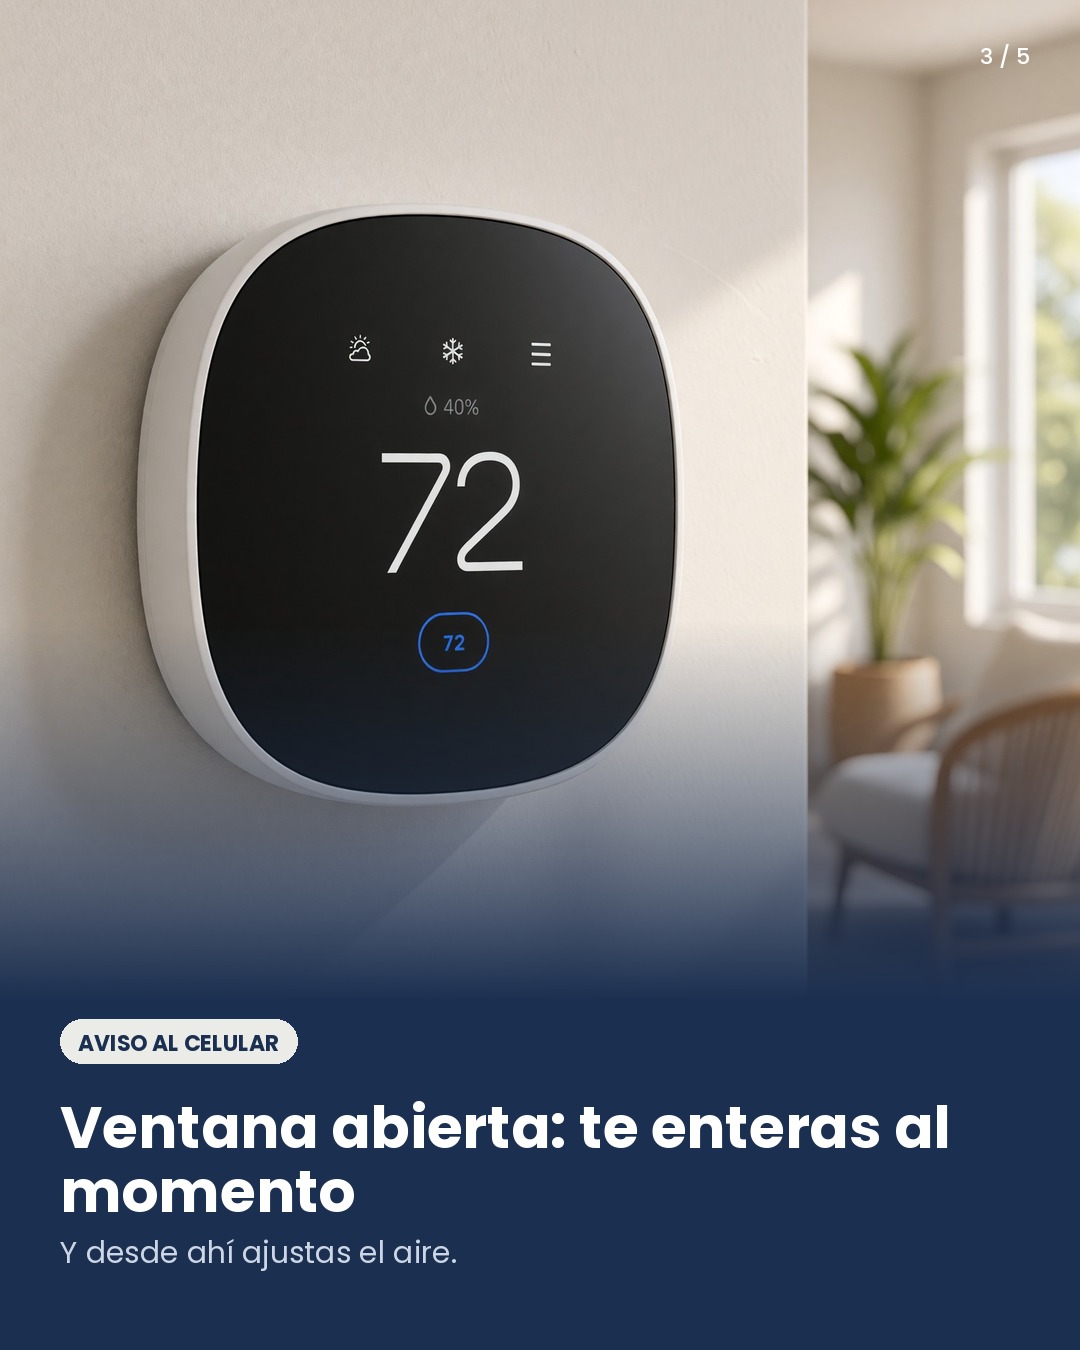 3 / 5
40%
72
72
AVISO AL CELULAR
Ventana abierta: te enteras al
momento
Y desde ahí ajustas el aire.